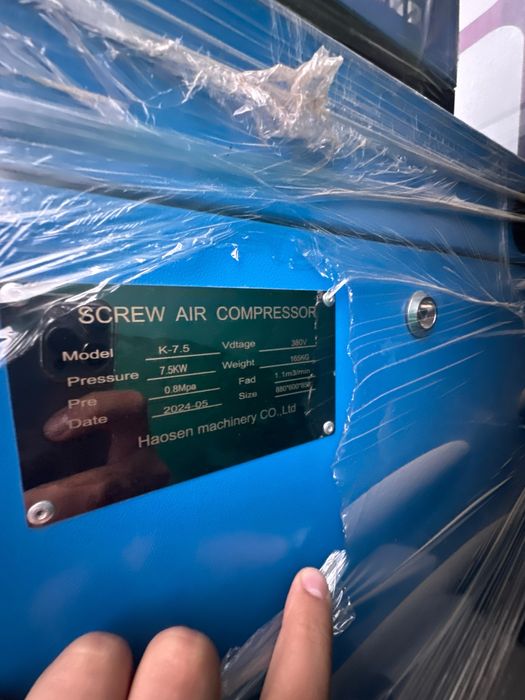 SCREW AIR COMPRESSOR
Model K-7.5 Vdtage 380V
Pressure 7.5KW Weight 165KG
Pre 0.8Mpa Fad 1.1m3/min
Date 2024-05 Size
Haosen machinery CO.,Ltd